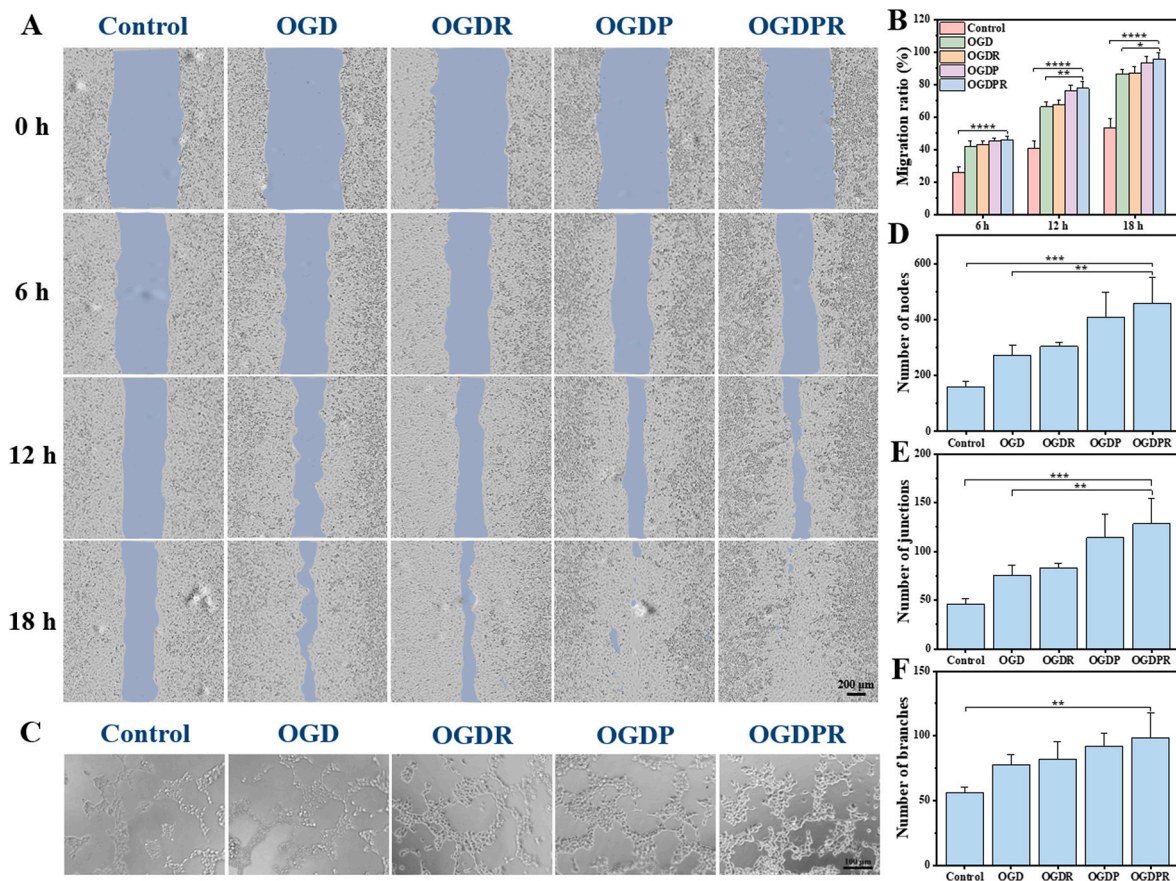 A
Control OGD OGDR OGDP OGDPR
0 h
6 h
12 h
18 h
200 μm
B
Migration ratio (%)
120
100
80
60
40
20
0
Control
OGD
OGDR
OGDP
OGDPR
****
****
**
****
*
6 h 12 h 18 h
C
Control OGD OGDR OGDP OGDPR
100 μm
D
Number of nodes
600
400
200
0
***
**
Control OGD OGDR OGDP OGDPR
E
Number of junctions
200
150
100
50
0
***
**
Control OGD OGDR OGDP OGDPR
F
Number of branches
150
100
50
0
**
Control OGD OGDR OGDP OGDPR